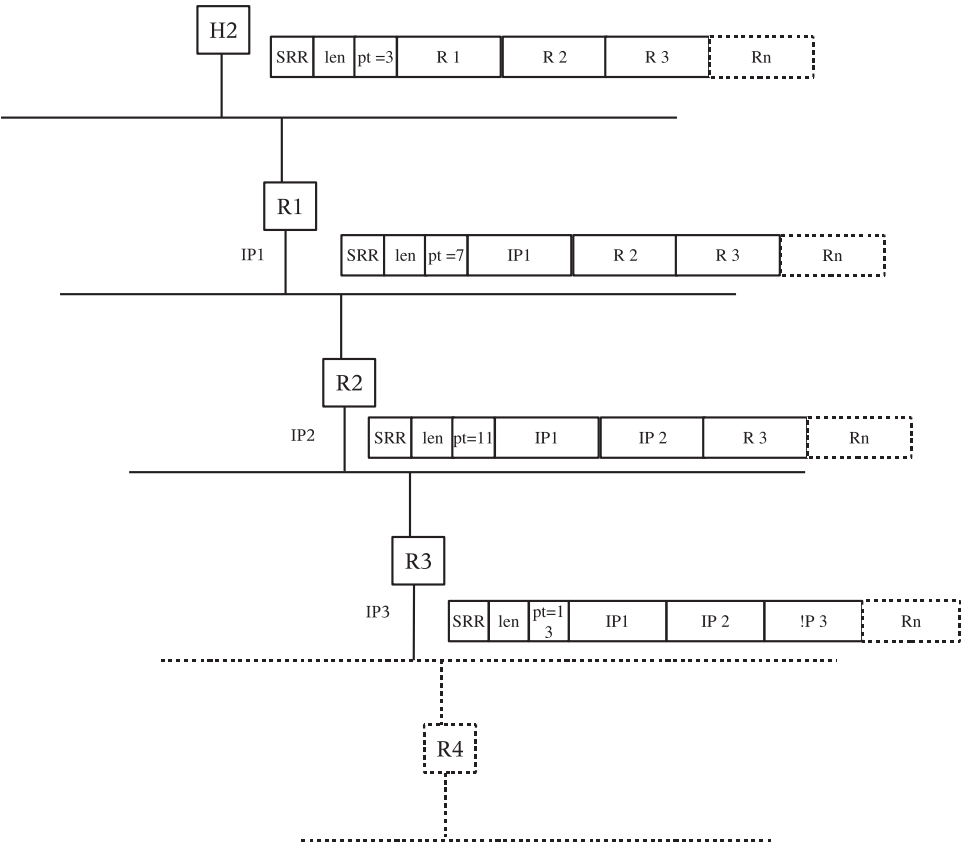 H2
SRR len pt =3 R 1 R 2 R 3 Rn
R1
IP1
SRR len pt =7 IP1 R 2 R 3 Rn
R2
IP2
SRR len pt=11 IP1 IP 2 R 3 Rn
R3
IP3
SRR len pt=1
3 IP1 IP 2 !P 3 Rn
R4